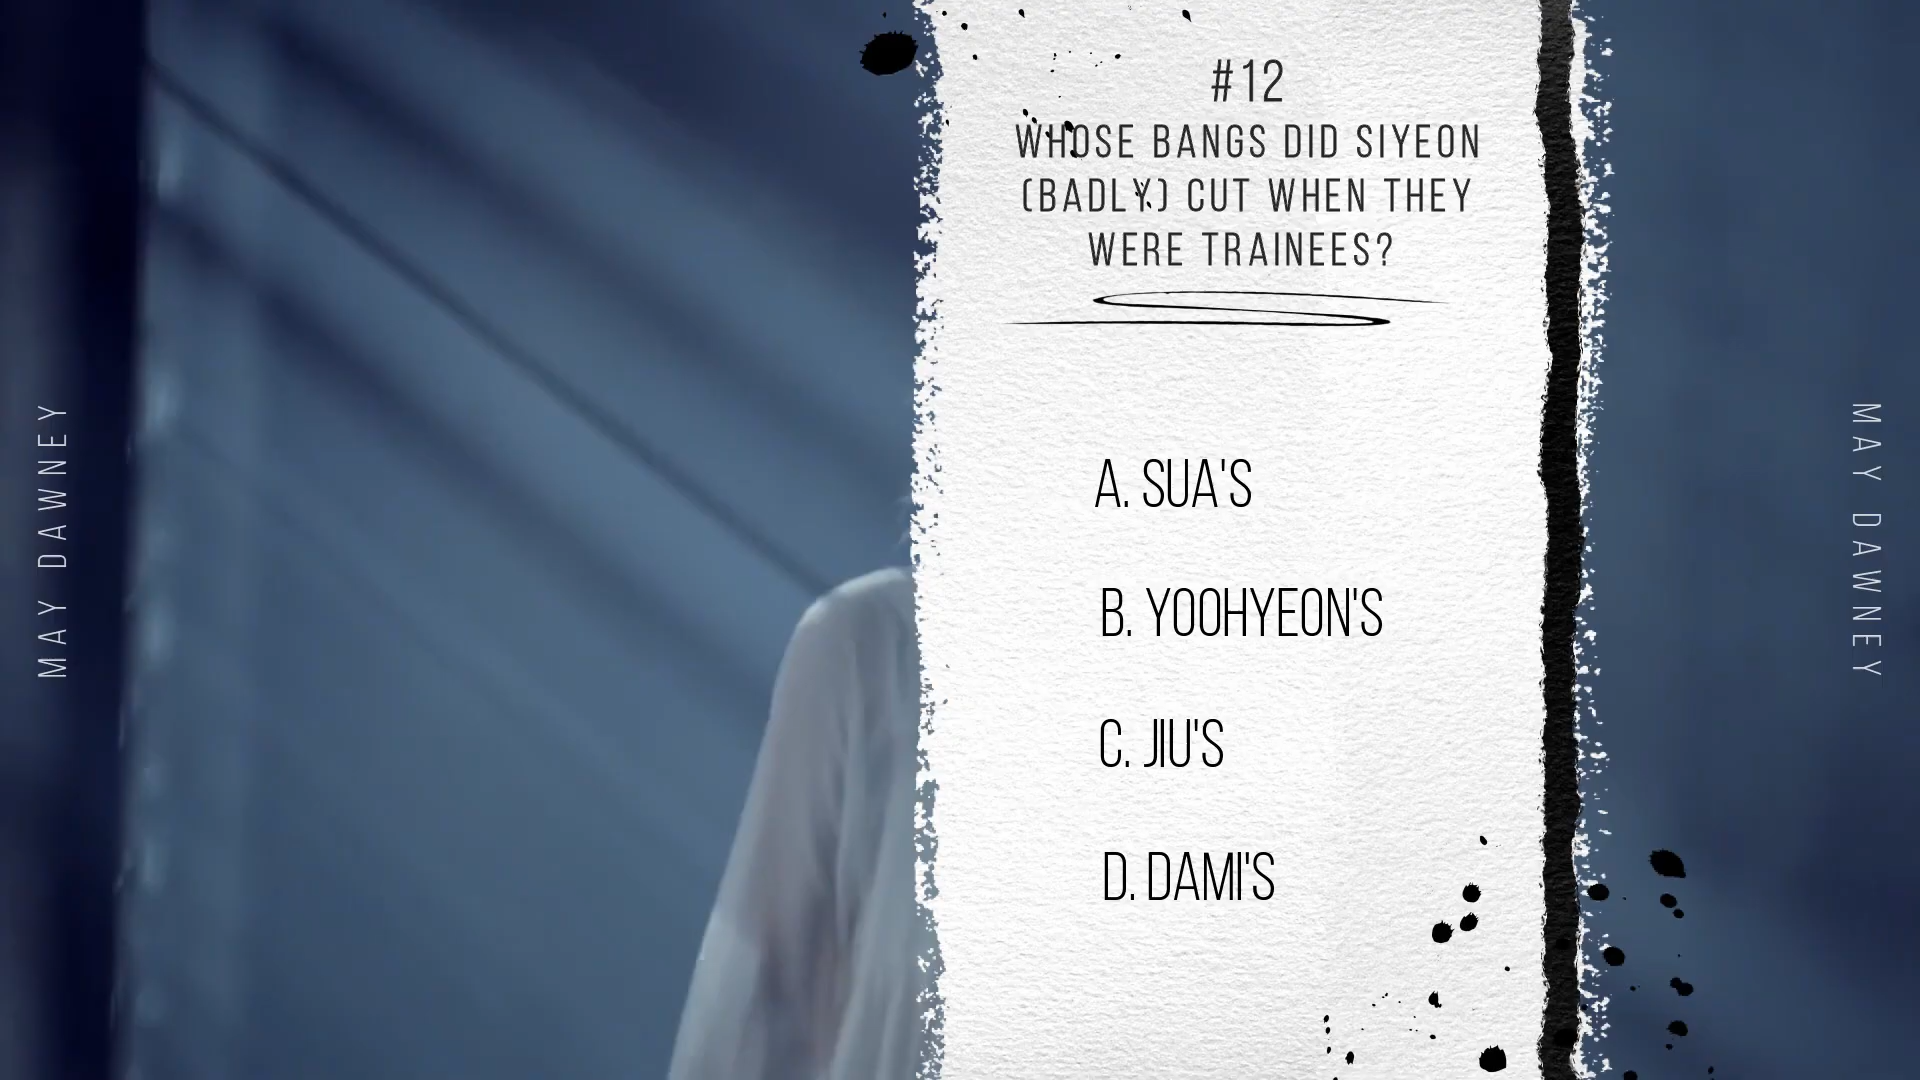 #12
WHOSE BANGS DID SIYEON
(BADLY) CUT WHEN THEY
WERE TRAINEES?
A. SUA'S
B. YOOHYEON'S
C. JIU'S
D. DAMI'S
MAY DAWNEY
MAY DAWNEY